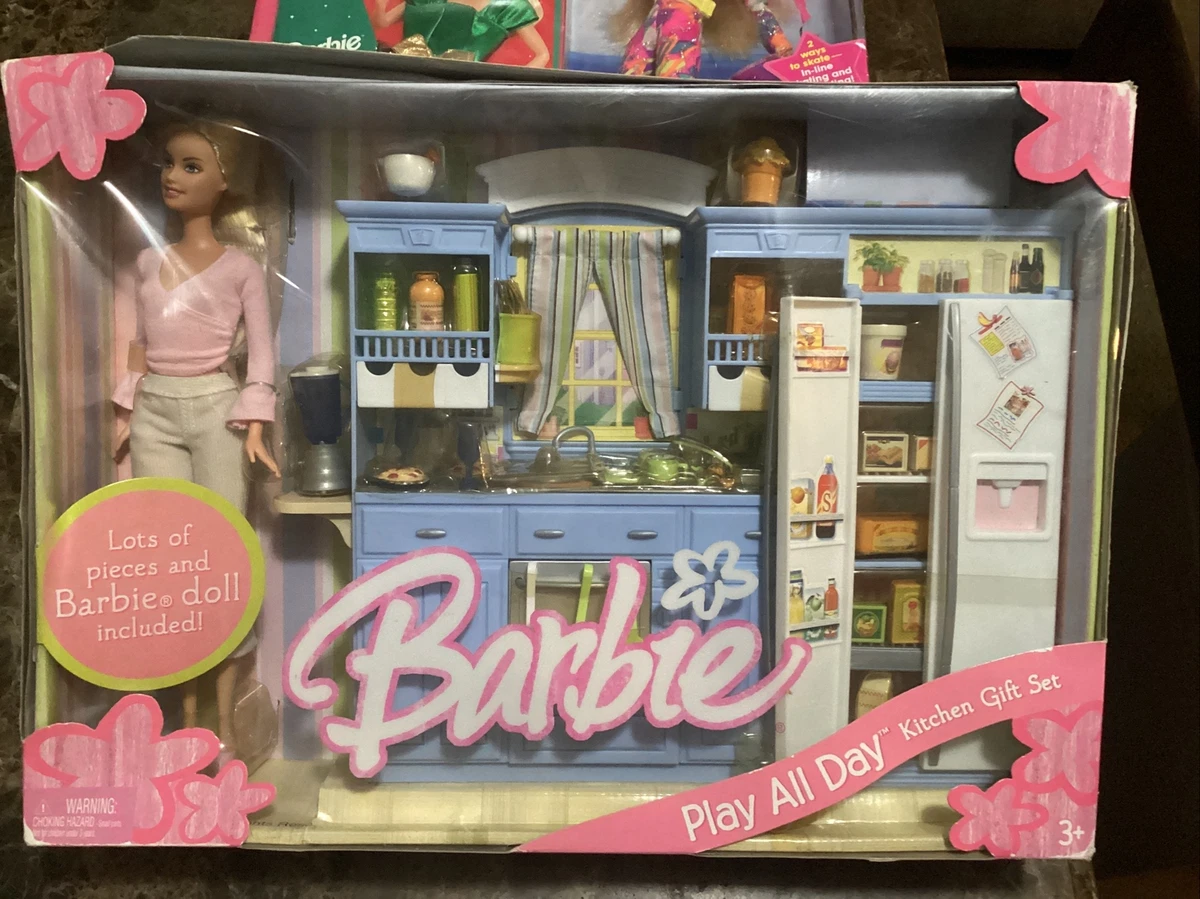 Barbie
2
ways
to skate
In-line
Lots of
pieces and
Barbie® doll
included!
Barbie
Play All Day™ Kitchen Gift Set
WARNING:
CHOKING HAZARD
3+